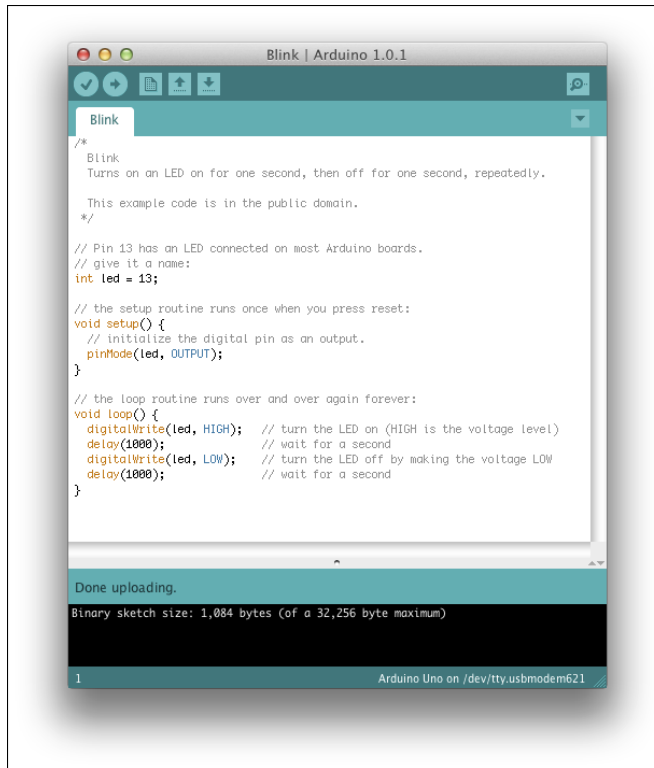 Blink | Arduino 1.0.1
Blink
/*
  Blink
  Turns on an LED on for one second, then off for one second, repeatedly.

  This example code is in the public domain.
 */

// Pin 13 has an LED connected on most Arduino boards.
// give it a name:
int led = 13;

// the setup routine runs once when you press reset:
void setup() {
  // initialize the digital pin as an output.
  pinMode(led, OUTPUT);
}

// the loop routine runs over and over again forever:
void loop() {
  digitalWrite(led, HIGH);   // turn the LED on (HIGH is the voltage level)
  delay(1000);               // wait for a second
  digitalWrite(led, LOW);    // turn the LED off by making the voltage LOW
  delay(1000);               // wait for a second
}
Done uploading.
Binary sketch size: 1,084 bytes (of a 32,256 byte maximum)
1 Arduino Uno on /dev/tty.usbmodem621